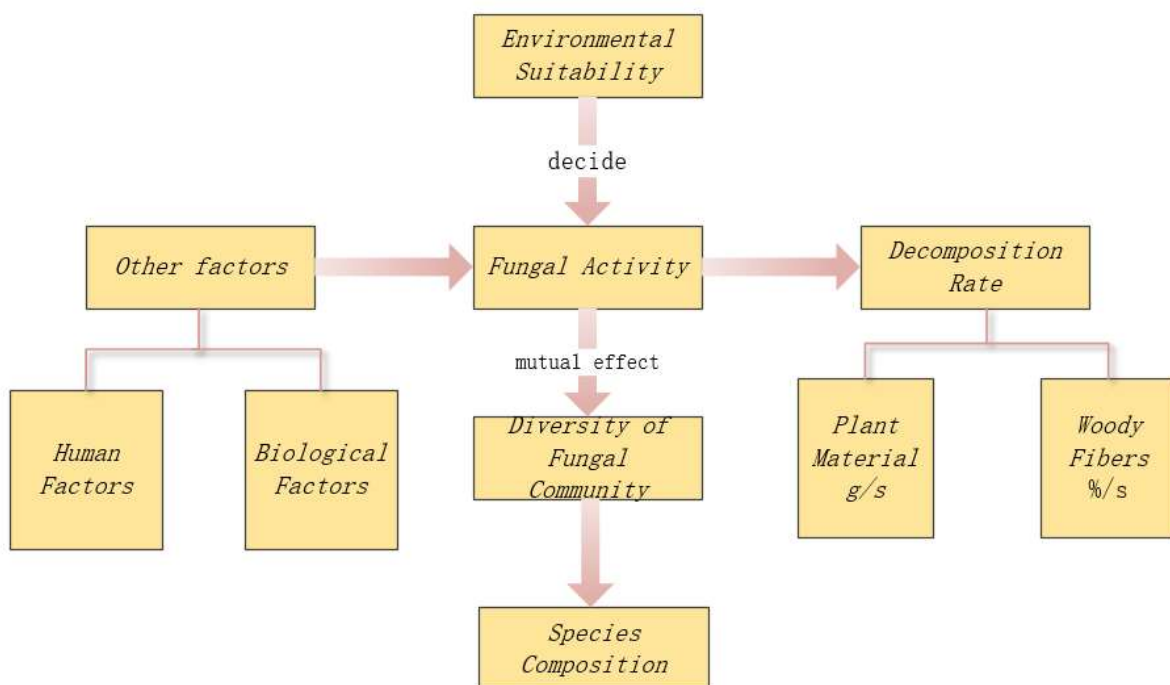 Environmental
Suitability
decide
Other factors
Fungal Activity
Decomposition
Rate
mutual effect
Human
Factors
Biological
Factors
Diversity of
Fungal
Community
Plant
Material
g/s
Woody
Fibers
%/s
Species
Composition